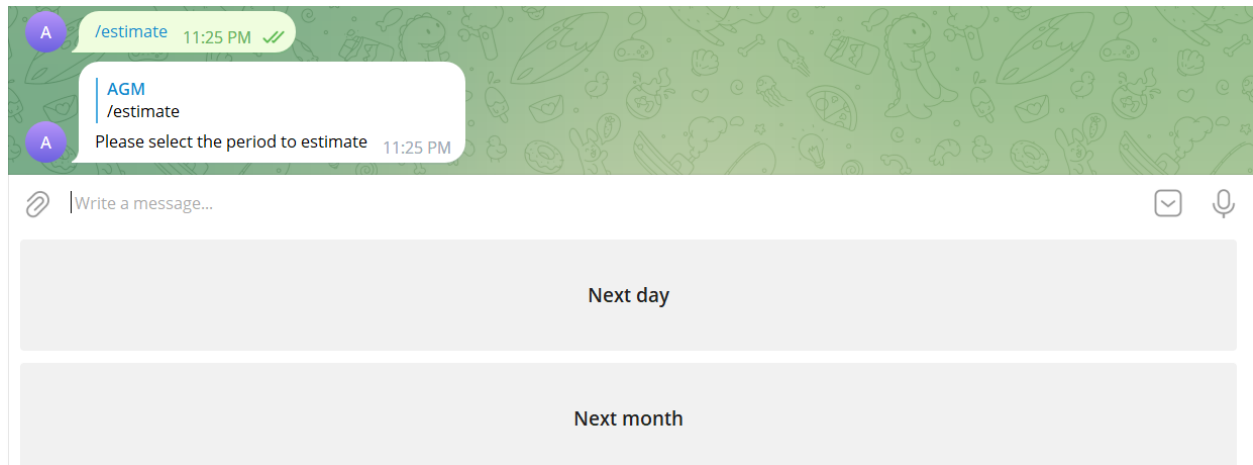 A
/estimate 11:25 PM
AGM
/estimate
A
Please select the period to estimate 11:25 PM
Write a message...
Next day
Next month